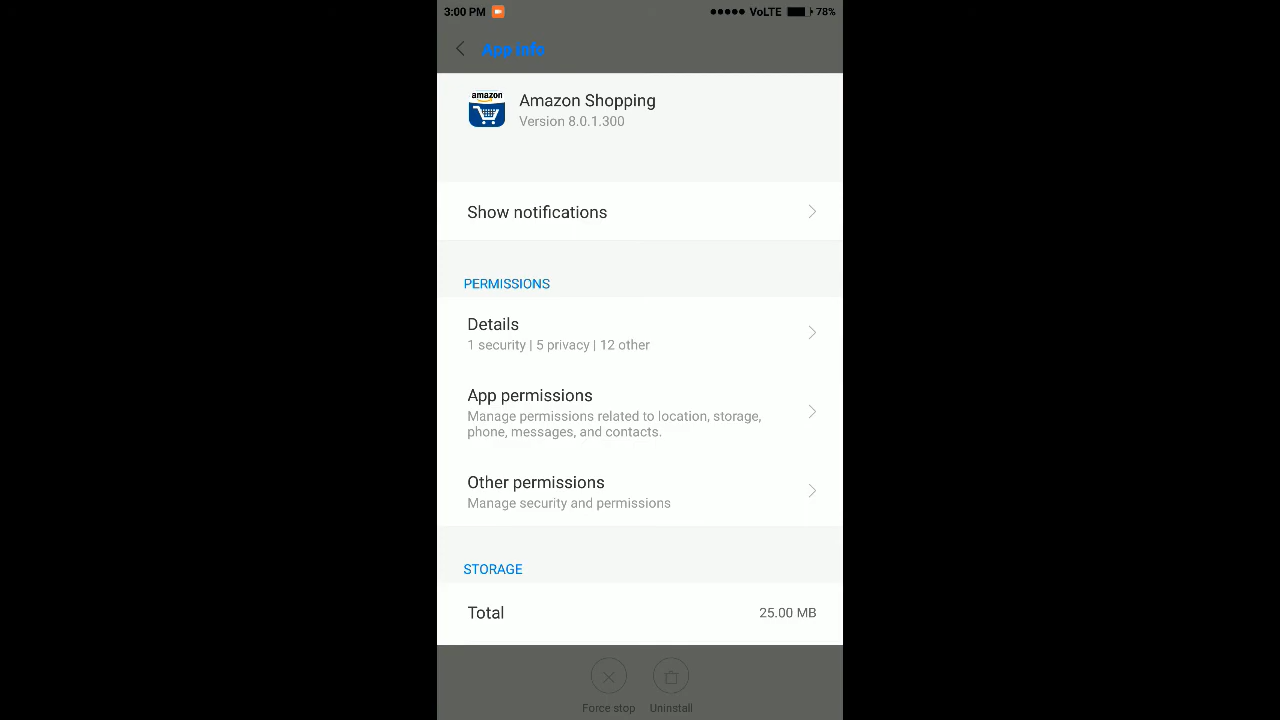 3:00 PM VoLTE 78%
App info
amazon
Amazon Shopping
Version 8.0.1.300
Show notifications
PERMISSIONS
Details
1 security | 5 privacy | 12 other
App permissions
Manage permissions related to location, storage,
phone, messages, and contacts.
Other permissions
Manage security and permissions
STORAGE
Total 25.00 MB
Force stop Uninstall